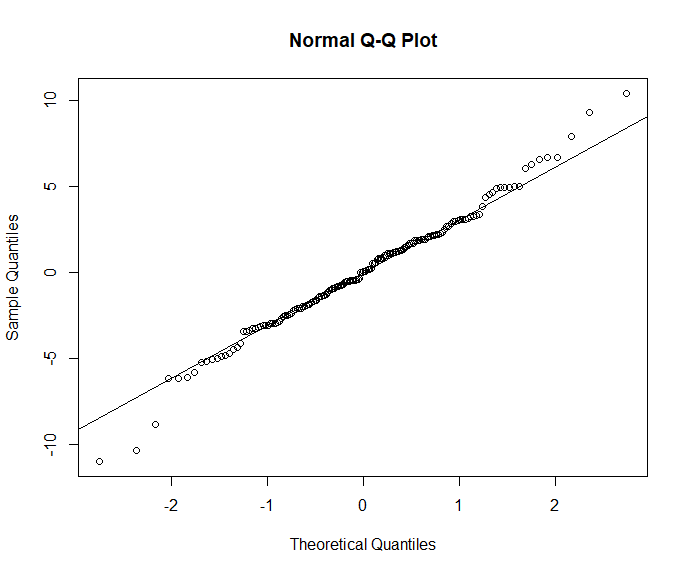 Normal Q-Q Plot
10
5
0
-5
-10
Sample Quantiles
-2 -1 0 1 2
Theoretical Quantiles